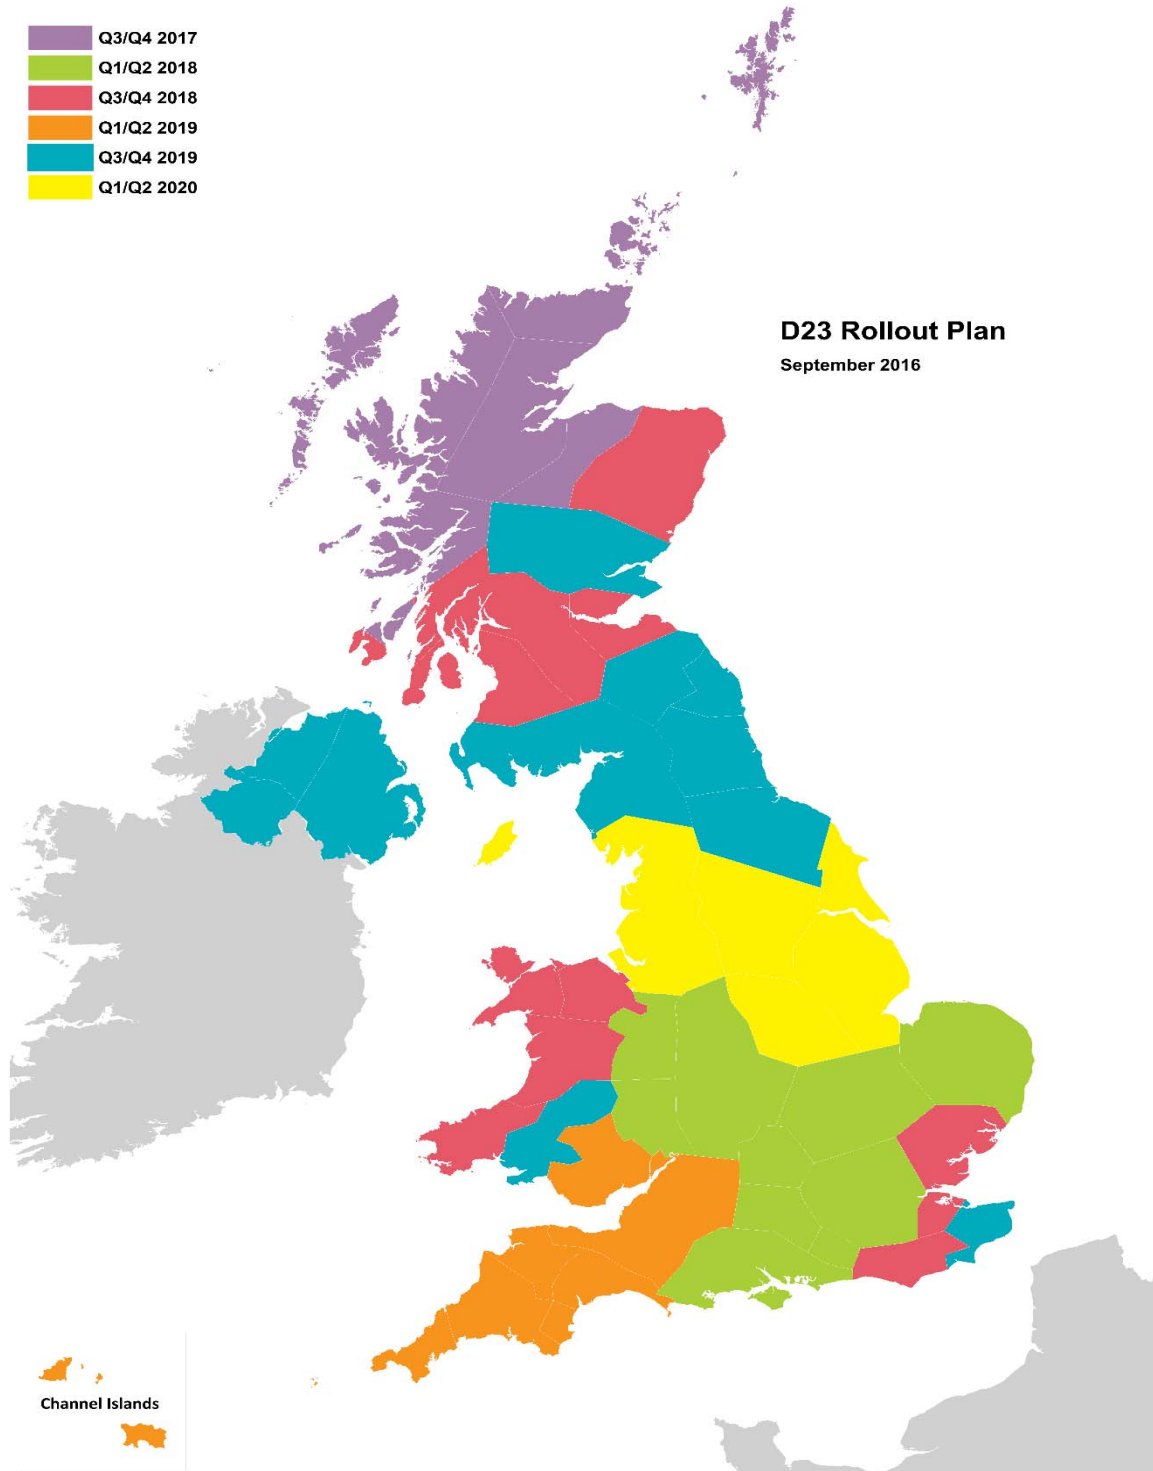 Q3/Q4 2017
Q1/Q2 2018
Q3/Q4 2018
Q1/Q2 2019
Q3/Q4 2019
Q1/Q2 2020
D23 Rollout Plan
September 2016
Channel Islands